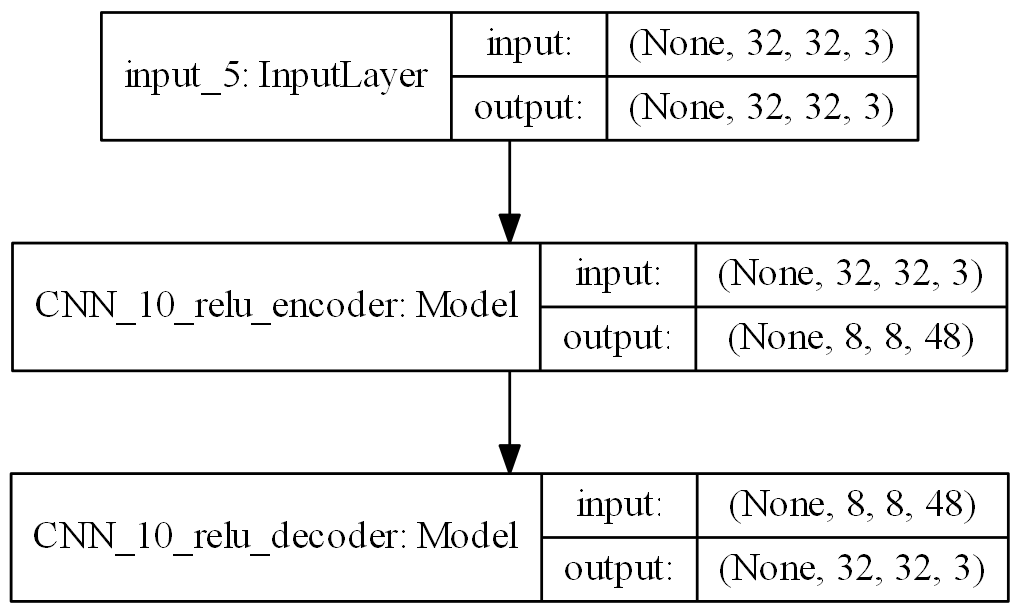 input_5: InputLayer
input:
(None, 32, 32, 3)
output:
(None, 32, 32, 3)
CNN_10_relu_encoder: Model
input:
(None, 32, 32, 3)
output:
(None, 8, 8, 48)
CNN_10_relu_decoder: Model
input:
(None, 8, 8, 48)
output:
(None, 32, 32, 3)